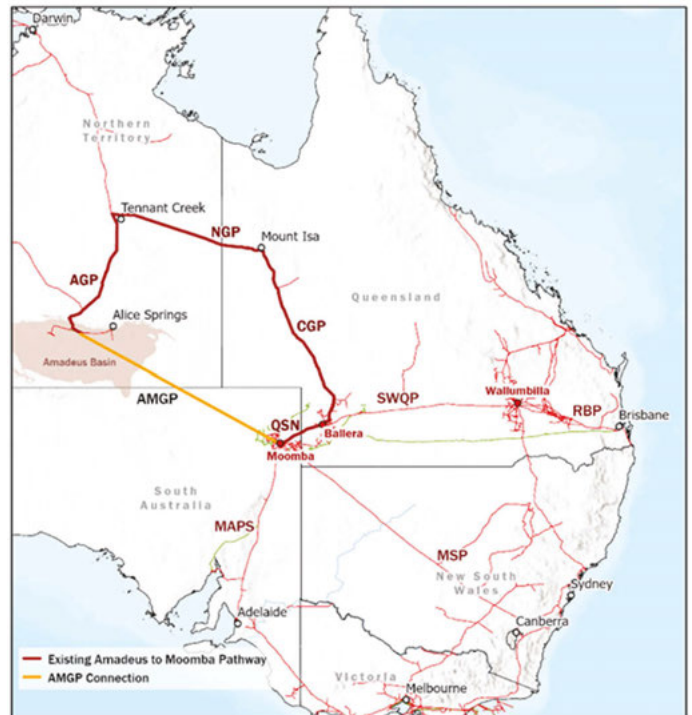 Darwin
Northern
Territory
Tennant Creek
NGP
Mount Isa
AGP
Queensland
Alice Springs
CGP
Amadeus Basin
AMGP
SWQP
Wallumbilla
RBP
Brisbane
QSN
Ballera
Moomba
South
Australia
MAPS
MSP
New South
Wales
Sydney
Adelaide
Canberra
Existing Amadeus to Moomba Pathway
AMGP Connection
Victoria
Melbourne